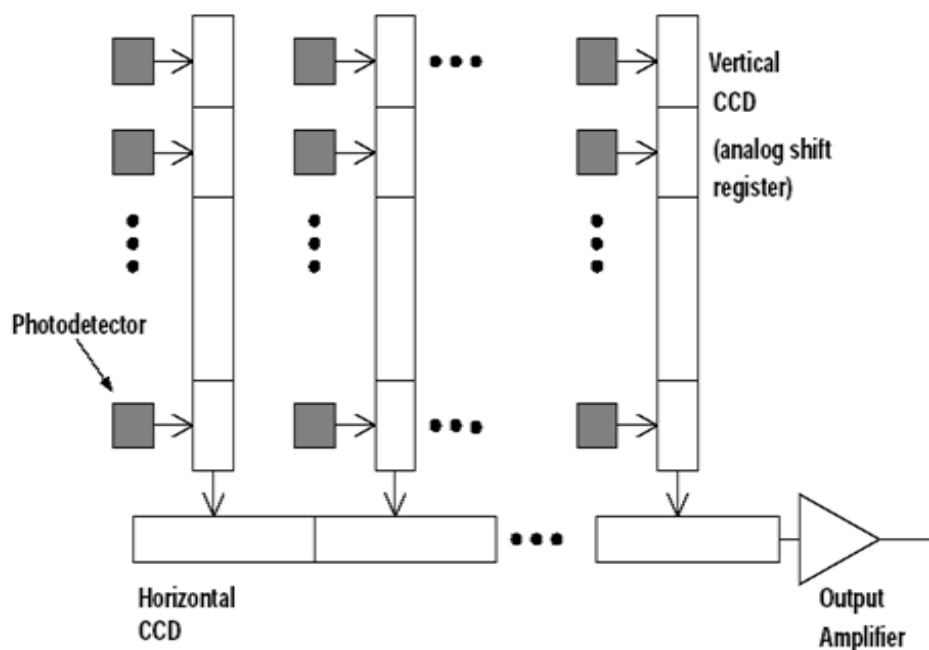 Vertical
CCD
(analog shift
register)
Photodetector
Horizontal
CCD
Output
Amplifier